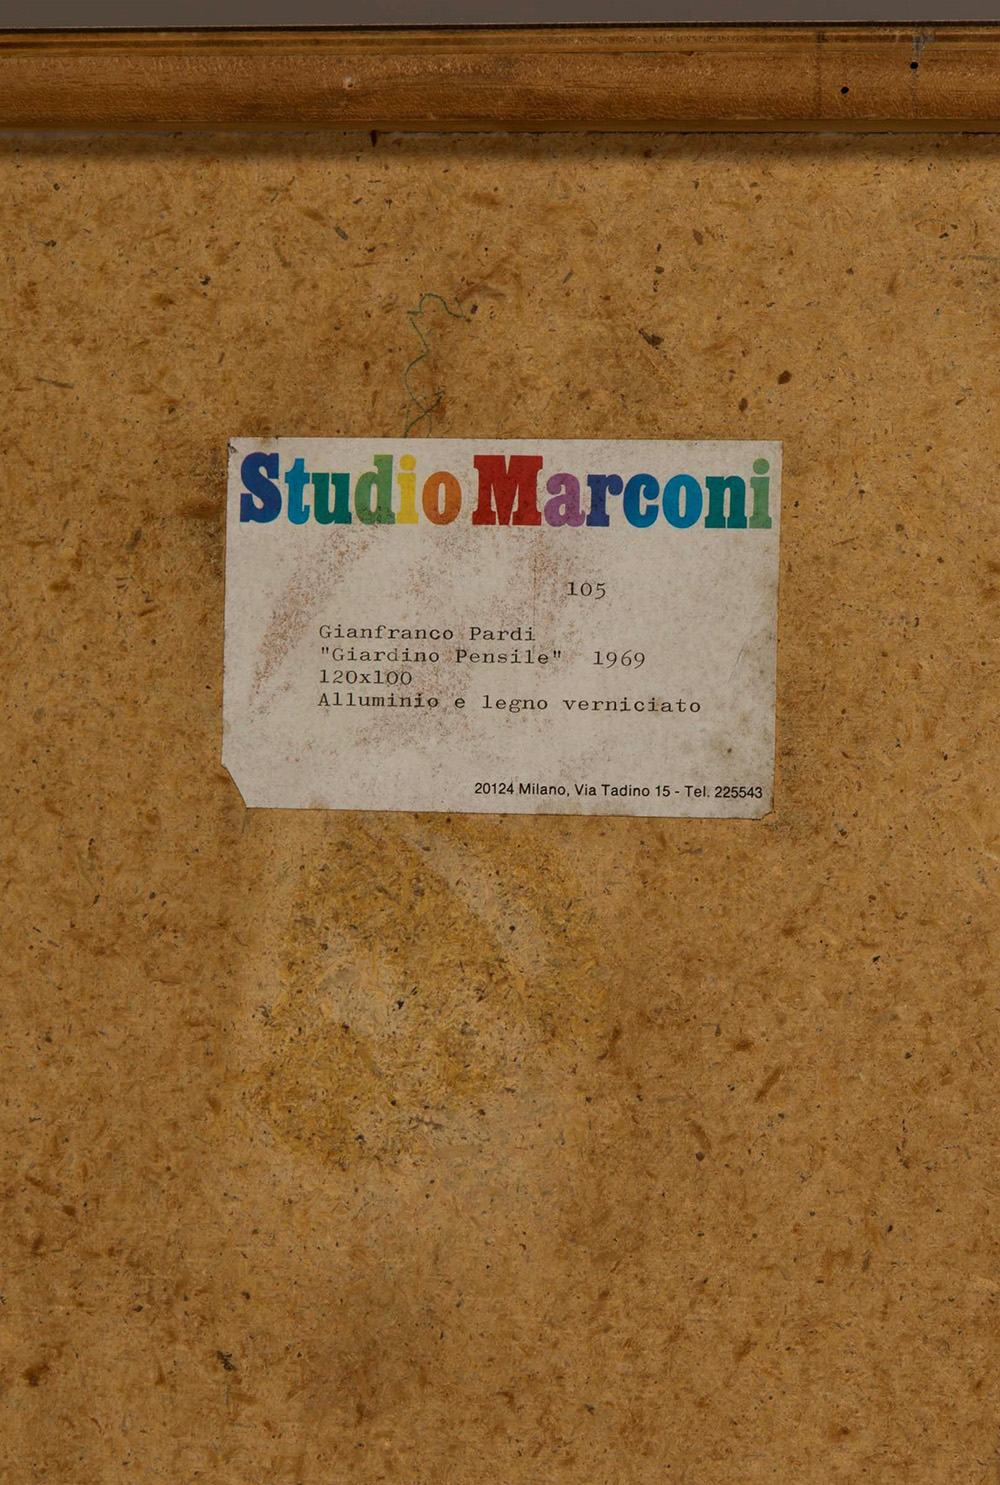 Studio Marconi
105
Gianfranco Pardi
"Giardino Pensile" 1969
120x100
Alluminio e legno verniciato
20124 Milano, Via Tadino 15 - Tel. 225543